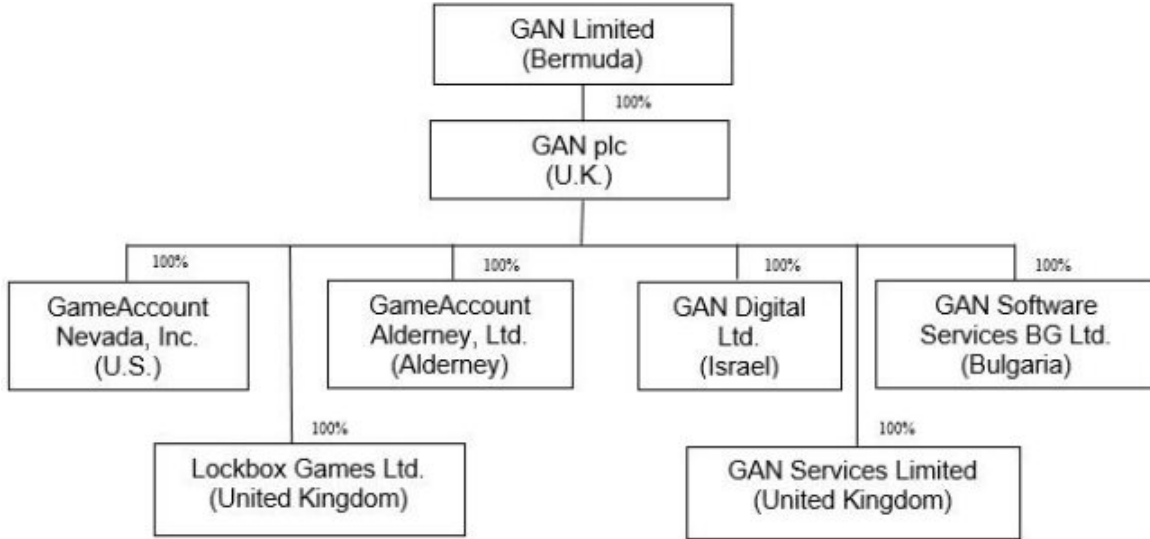 GAN Limited
(Bermuda)
100%
GAN plc
(U.K.)
100%
GameAccount
Nevada, Inc.
(U.S.)
100%
GameAccount
Alderney, Ltd.
(Alderney)
100%
GAN Digital
Ltd.
(Israel)
100%
GAN Software
Services BG Ltd.
(Bulgaria)
100%
Lockbox Games Ltd.
(United Kingdom)
100%
GAN Services Limited
(United Kingdom)